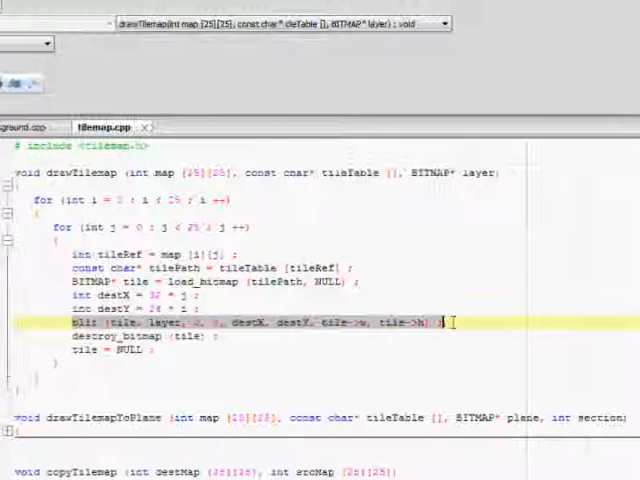 drawTilemap(int map [25][25], const char* tileTable [], BITMAP* layer) : void
ground.cpp tilemap.cpp
# include <tilemap.h>
void drawTilemap (int map [25][25], const char* tileTable [], BITMAP* layer)
for (int i = 0 ; i < 25 ; i ++)
{
for (int j = 0 ; j < 25 ; j ++)
{
int tileRef = map [i][j] ;
const char* tilePath = tileTable [tileRef] ;
BITMAP* tile = load_bitmap (tilePath, NULL) ;
int destX = 32 * j ;
int destY = 24 * i ;
blit (tile, layer, 0, 0, destX, destY, tile->w, tile->h) ;
destroy_bitmap (tile) ;
tile = NULL ;
}
}
void drawTilemapToPlane (int map [25][25], const char* tileTable [], BITMAP* plane, int section)
{
void copyTilemap (int destMap [25][25], int srcMap [25][25])